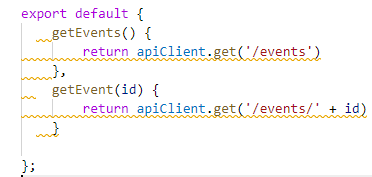 export default {
    getEvents() {
        return apiClient.get('/events')
    },
    getEvent(id) {
        return apiClient.get('/events/' + id)
    }

};